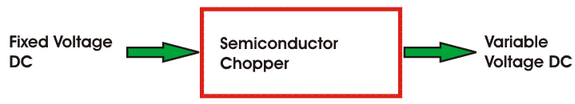 Fixed Voltage
DC
Semiconductor
Chopper
Variable
Voltage DC